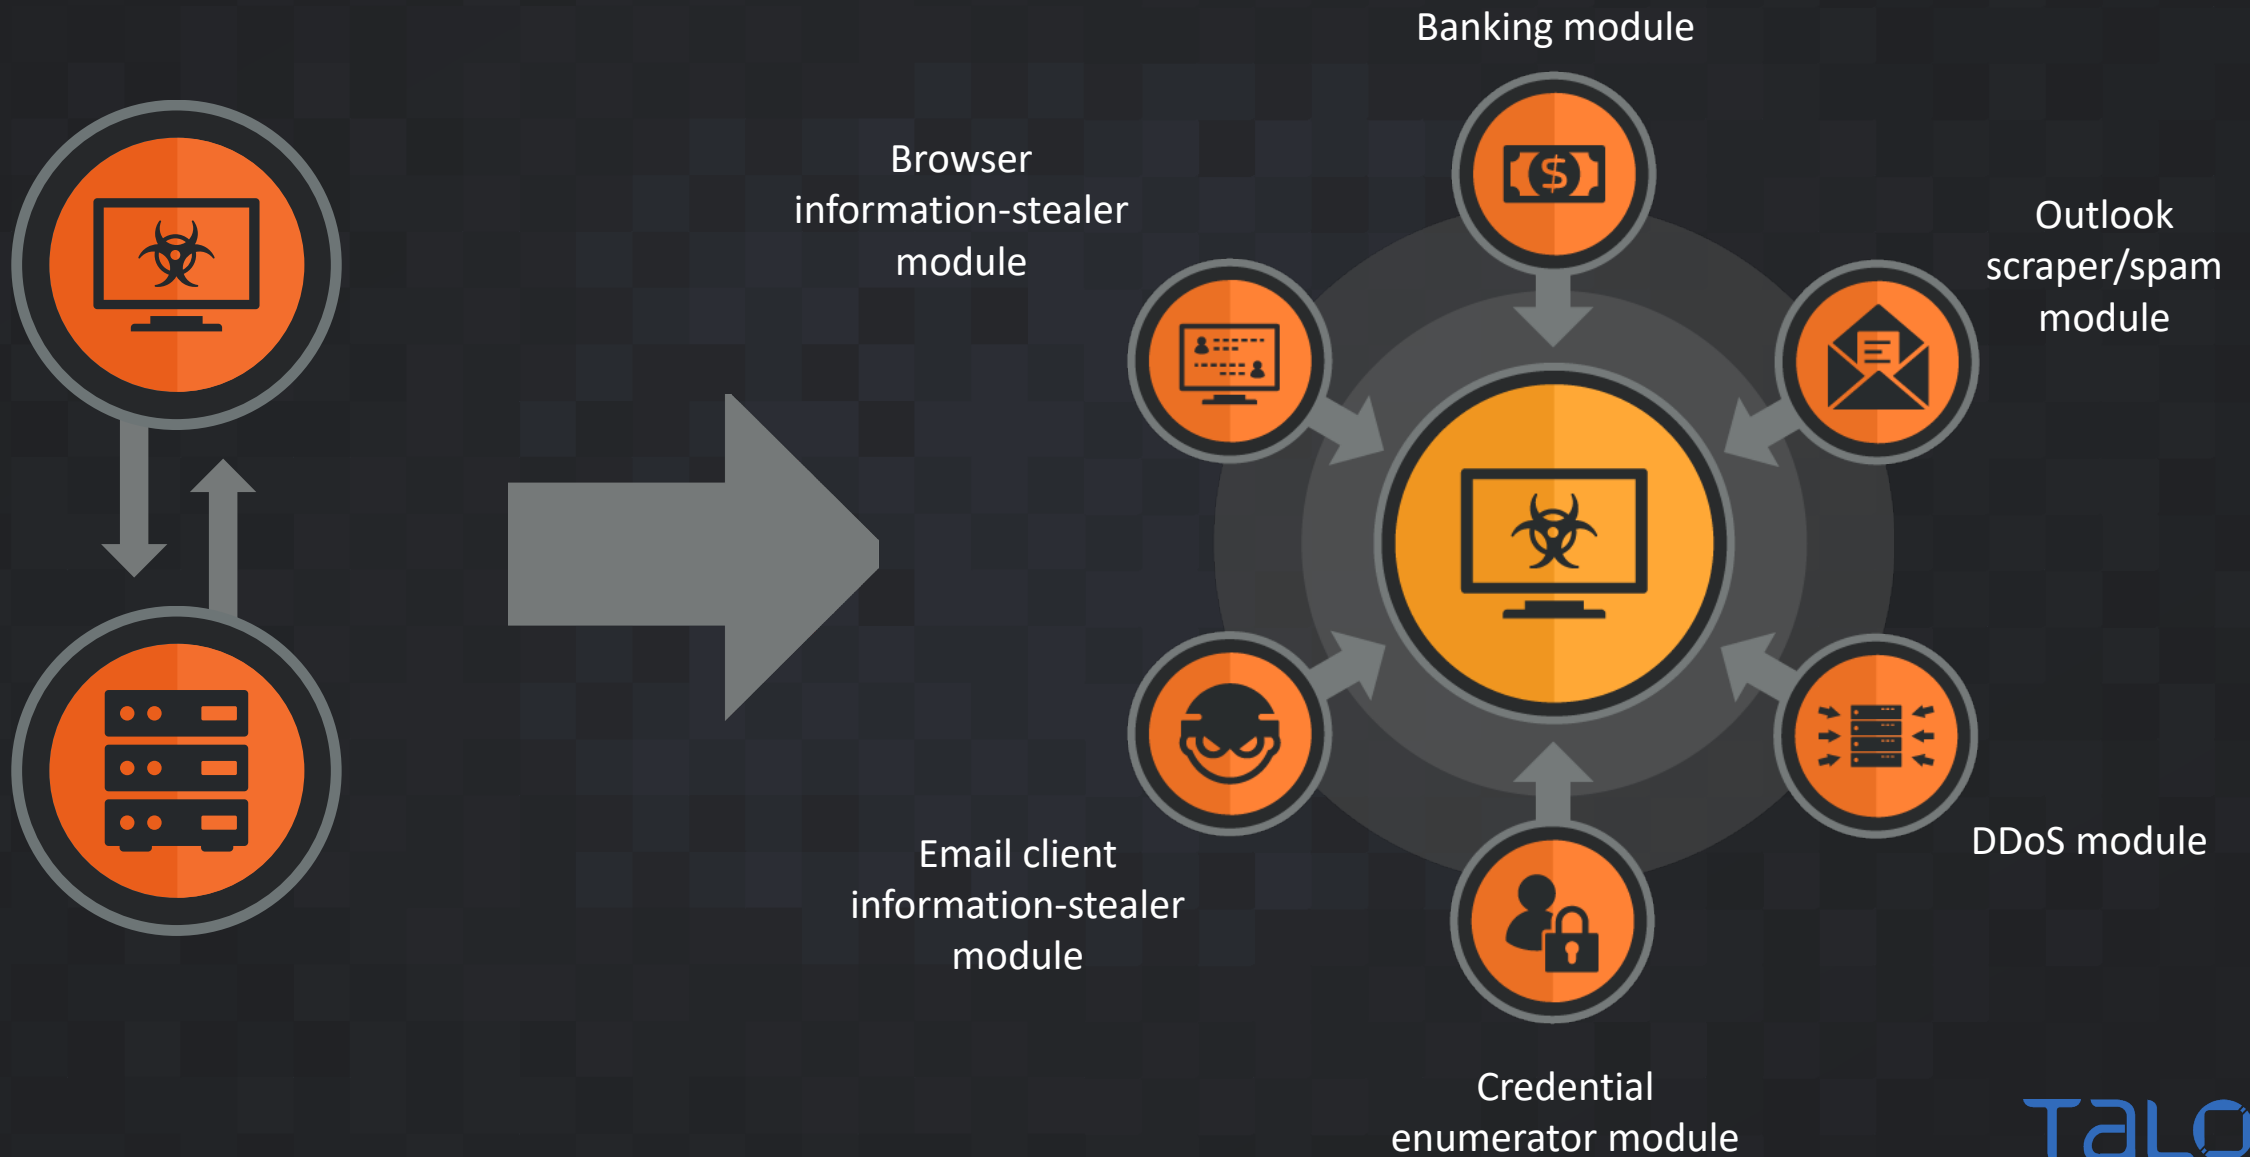 Banking module
Browser
information-stealer
module
Outlook
scraper/spam
module
Email client
information-stealer
module
DDoS module
Credential
enumerator module
TALO